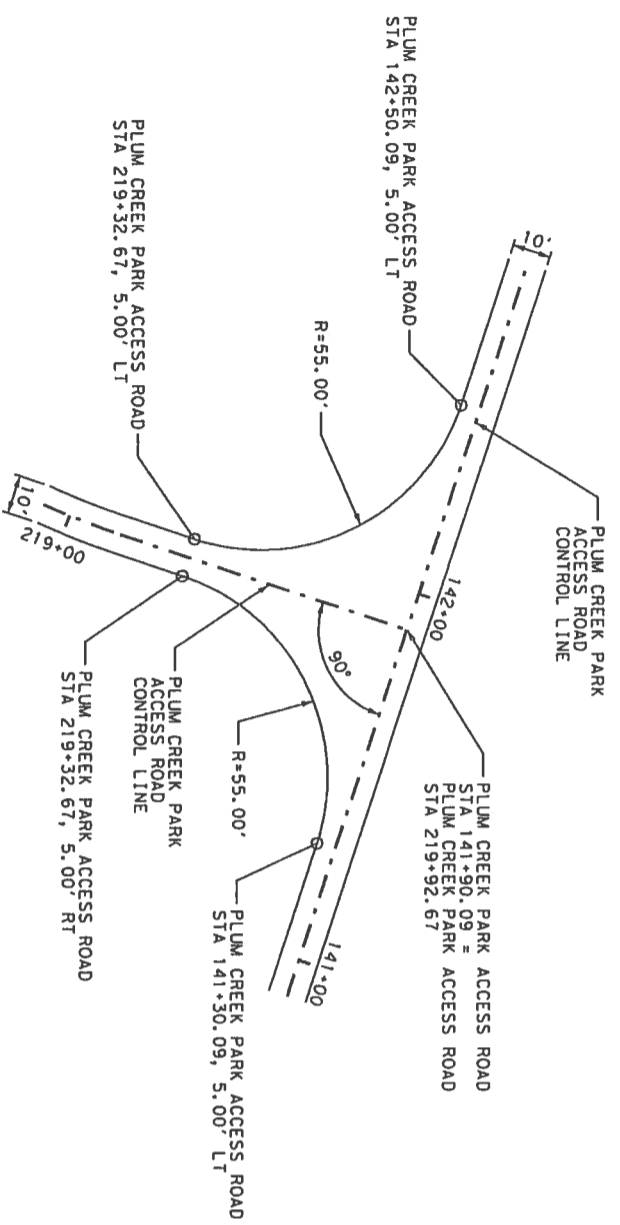 PLUM CREEK PARK
ACCESS ROAD
CONTROL LINE
10'
142+00
PLUM CREEK PARK ACCESS ROAD
STA 142+50.09, 5.00' LT
PLUM CREEK PARK ACCESS ROAD
STA 141+90.09 =
PLUM CREEK PARK ACCESS ROAD
STA 219+92.67
R=55.00'
90°
141+00
PLUM CREEK PARK ACCESS ROAD
STA 219+32.67, 5.00' LT
R=55.00'
PLUM CREEK PARK ACCESS ROAD
STA 141+30.09, 5.00' LT
PLUM CREEK PARK
ACCESS ROAD
CONTROL LINE
10'
219+00
PLUM CREEK PARK ACCESS ROAD
STA 219+32.67, 5.00' RT